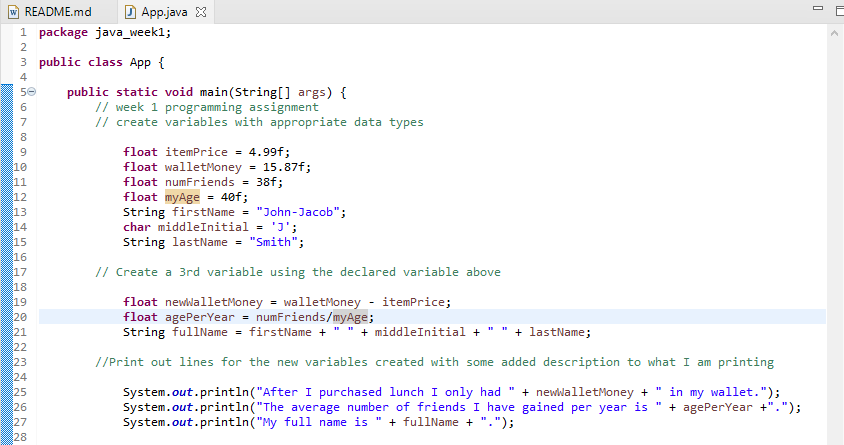 README.md App.java
1 package java_week1;
2
3 public class App {
4
5 public static void main(String[] args) {
6 // week 1 programming assignment
7 // create variables with appropriate data types
8
9 float itemPrice = 4.99f;
10 float walletMoney = 15.87f;
11 float numFriends = 38f;
12 float myAge = 40f;
13 String firstName = "John-Jacob";
14 char middleInitial = 'J';
15 String lastName = "Smith";
16
17 // Create a 3rd variable using the declared variable above
18
19 float newWalletMoney = walletMoney - itemPrice;
20 float agePerYear = numFriends/myAge;
21 String fullName = firstName + " " + middleInitial + " " + lastName;
22
23 //Print out lines for the new variables created with some added description to what I am printing
24
25 System.out.println("After I purchased lunch I only had " + newWalletMoney + " in my wallet.");
26 System.out.println("The average number of friends I have gained per year is " + agePerYear +".");
27 System.out.println("My full name is " + fullName + ".");
28